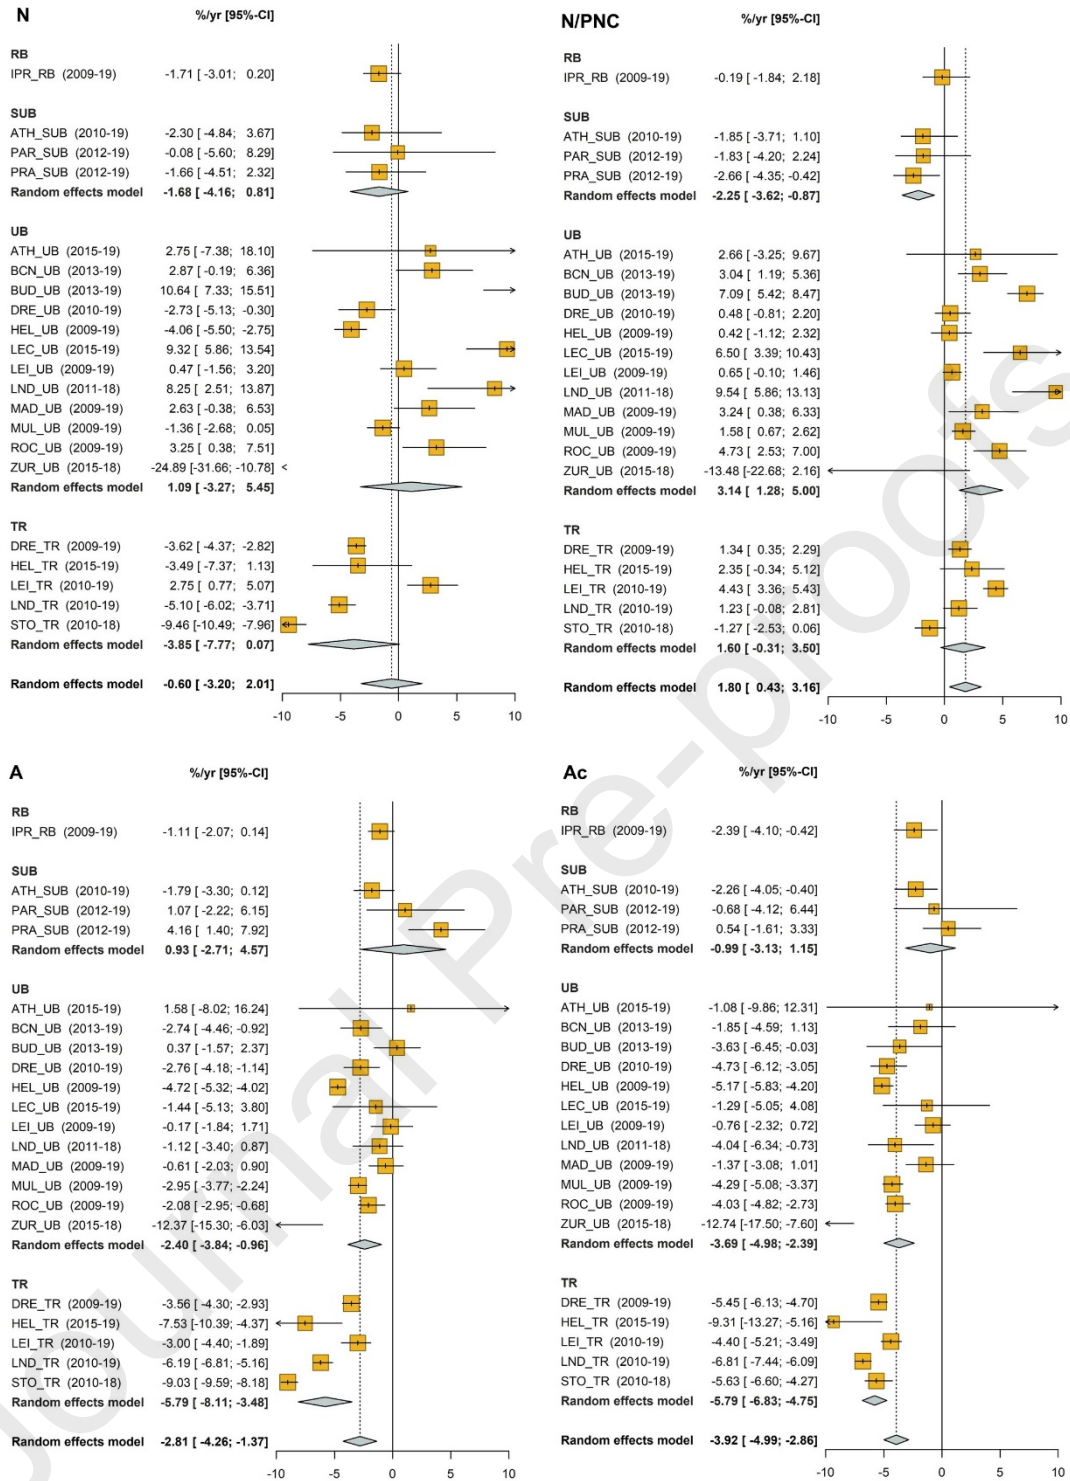 N %/yr [95%-CI]
RB
IPR_RB (2009-19) -1.71 [ -3.01; 0.20]
SUB
ATH_SUB (2010-19) -2.30 [ -4.84; 3.67]
PAR_SUB (2012-19) -0.08 [ -5.60; 8.29]
PRA_SUB (2012-19) -1.66 [ -4.51; 2.32]
Random effects model -1.68 [ -4.16; 0.81]
UB
ATH_UB (2015-19) 2.75 [ -7.38; 18.10]
BCN_UB (2013-19) 2.87 [ -0.19; 6.36]
BUD_UB (2013-19) 10.64 [ 7.33; 15.51]
DRE_UB (2010-19) -2.73 [ -5.13; -0.30]
HEL_UB (2009-19) -4.06 [ -5.50; -2.75]
LEC_UB (2015-19) 9.32 [ 5.86; 13.54]
LEI_UB (2009-19) 0.47 [ -1.56; 3.20]
LND_UB (2011-18) 8.25 [ 2.51; 13.87]
MAD_UB (2009-19) 2.63 [ -0.38; 6.53]
MUL_UB (2009-19) -1.36 [ -2.68; 0.05]
ROC_UB (2009-19) 3.25 [ 0.38; 7.51]
ZUR_UB (2015-18) -24.89 [-31.66; -10.78]
Random effects model 1.09 [ -3.27; 5.45]
TR
DRE_TR (2009-19) -3.62 [ -4.37; -2.82]
HEL_TR (2015-19) -3.49 [ -7.37; 1.13]
LEI_TR (2010-19) 2.75 [ 0.77; 5.07]
LND_TR (2010-19) -5.10 [ -6.02; -3.71]
STO_TR (2010-18) -9.46 [-10.49; -7.96]
Random effects model -3.85 [ -7.77; 0.07]
Random effects model -0.60 [ -3.20; 2.01]
-10 -5 0 5 10
N/PNC %/yr [95%-CI]
RB
IPR_RB (2009-19) -0.19 [ -1.84; 2.18]
SUB
ATH_SUB (2010-19) -1.85 [ -3.71; 1.10]
PAR_SUB (2012-19) -1.83 [ -4.20; 2.24]
PRA_SUB (2012-19) -2.66 [ -4.35; -0.42]
Random effects model -2.25 [ -3.62; -0.87]
UB
ATH_UB (2015-19) 2.66 [ -3.25; 9.67]
BCN_UB (2013-19) 3.04 [ 1.19; 5.36]
BUD_UB (2013-19) 7.09 [ 5.42; 8.47]
DRE_UB (2010-19) 0.48 [ -0.81; 2.20]
HEL_UB (2009-19) 0.42 [ -1.12; 2.32]
LEC_UB (2015-19) 6.50 [ 3.39; 10.43]
LEI_UB (2009-19) 0.65 [ -0.10; 1.46]
LND_UB (2011-18) 9.54 [ 5.86; 13.13]
MAD_UB (2009-19) 3.24 [ 0.38; 6.33]
MUL_UB (2009-19) 1.58 [ 0.67; 2.62]
ROC_UB (2009-19) 4.73 [ 2.53; 7.00]
ZUR_UB (2015-18) -13.48 [-22.68; 2.16]
Random effects model 3.14 [ 1.28; 5.00]
TR
DRE_TR (2009-19) 1.34 [ 0.35; 2.29]
HEL_TR (2015-19) 2.35 [ -0.34; 5.12]
LEI_TR (2010-19) 4.43 [ 3.36; 5.43]
LND_TR (2010-19) 1.23 [ -0.08; 2.81]
STO_TR (2010-18) -1.27 [ -2.53; 0.06]
Random effects model 1.60 [ -0.31; 3.50]
Random effects model 1.80 [ 0.43; 3.16]
-10 -5 0 5 10
A %/yr [95%-CI]
RB
IPR_RB (2009-19) -1.11 [ -2.07; 0.14]
SUB
ATH_SUB (2010-19) -1.79 [ -3.30; 0.12]
PAR_SUB (2012-19) 1.07 [ -2.22; 6.15]
PRA_SUB (2012-19) 4.16 [ 1.40; 7.92]
Random effects model 0.93 [ -2.71; 4.57]
UB
ATH_UB (2015-19) 1.58 [ -8.02; 16.24]
BCN_UB (2013-19) -2.74 [ -4.46; -0.92]
BUD_UB (2013-19) 0.37 [ -1.57; 2.37]
DRE_UB (2010-19) -2.76 [ -4.18; -1.14]
HEL_UB (2009-19) -4.72 [ -5.32; -4.02]
LEC_UB (2015-19) -1.44 [ -5.13; 3.80]
LEI_UB (2009-19) -0.17 [ -1.84; 1.71]
LND_UB (2011-18) -1.12 [ -3.40; 0.87]
MAD_UB (2009-19) -0.61 [ -2.03; 0.90]
MUL_UB (2009-19) -2.95 [ -3.77; -2.24]
ROC_UB (2009-19) -2.08 [ -2.95; -0.68]
ZUR_UB (2015-18) -12.37 [-15.30; -6.03]
Random effects model -2.40 [ -3.84; -0.96]
TR
DRE_TR (2009-19) -3.56 [ -4.30; -2.93]
HEL_TR (2015-19) -7.53 [-10.39; -4.37]
LEI_TR (2010-19) -3.00 [ -4.40; -1.89]
LND_TR (2010-19) -6.19 [ -6.81; -5.16]
STO_TR (2010-18) -9.03 [ -9.59; -8.18]
Random effects model -5.79 [ -8.11; -3.48]
Random effects model -2.81 [ -4.26; -1.37]
-10 -5 0 5 10
Ac %/yr [95%-CI]
RB
IPR_RB (2009-19) -2.39 [ -4.10; -0.42]
SUB
ATH_SUB (2010-19) -2.26 [ -4.05; -0.40]
PAR_SUB (2012-19) -0.68 [ -4.12; 6.44]
PRA_SUB (2012-19) 0.54 [ -1.61; 3.33]
Random effects model -0.99 [ -3.13; 1.15]
UB
ATH_UB (2015-19) -1.08 [ -9.86; 12.31]
BCN_UB (2013-19) -1.85 [ -4.59; 1.13]
BUD_UB (2013-19) -3.63 [ -6.45; -0.03]
DRE_UB (2010-19) -4.73 [ -6.12; -3.05]
HEL_UB (2009-19) -5.17 [ -5.83; -4.20]
LEC_UB (2015-19) -1.29 [ -5.05; 4.08]
LEI_UB (2009-19) -0.76 [ -2.32; 0.72]
LND_UB (2011-18) -4.04 [ -6.34; -0.73]
MAD_UB (2009-19) -1.37 [ -3.08; 1.01]
MUL_UB (2009-19) -4.29 [ -5.08; -3.37]
ROC_UB (2009-19) -4.03 [ -4.82; -2.73]
ZUR_UB (2015-18) -12.74 [-17.50; -7.60]
Random effects model -3.69 [ -4.98; -2.39]
TR
DRE_TR (2009-19) -5.45 [ -6.13; -4.70]
HEL_TR (2015-19) -9.31 [-13.27; -5.16]
LEI_TR (2010-19) -4.40 [ -5.21; -3.49]
LND_TR (2010-19) -6.81 [ -7.44; -6.09]
STO_TR (2010-18) -5.63 [ -6.60; -4.27]
Random effects model -5.79 [ -6.83; -4.75]
Random effects model -3.92 [ -4.99; -2.86]
-10 -5 0 5 10
Journal Pre-proofs